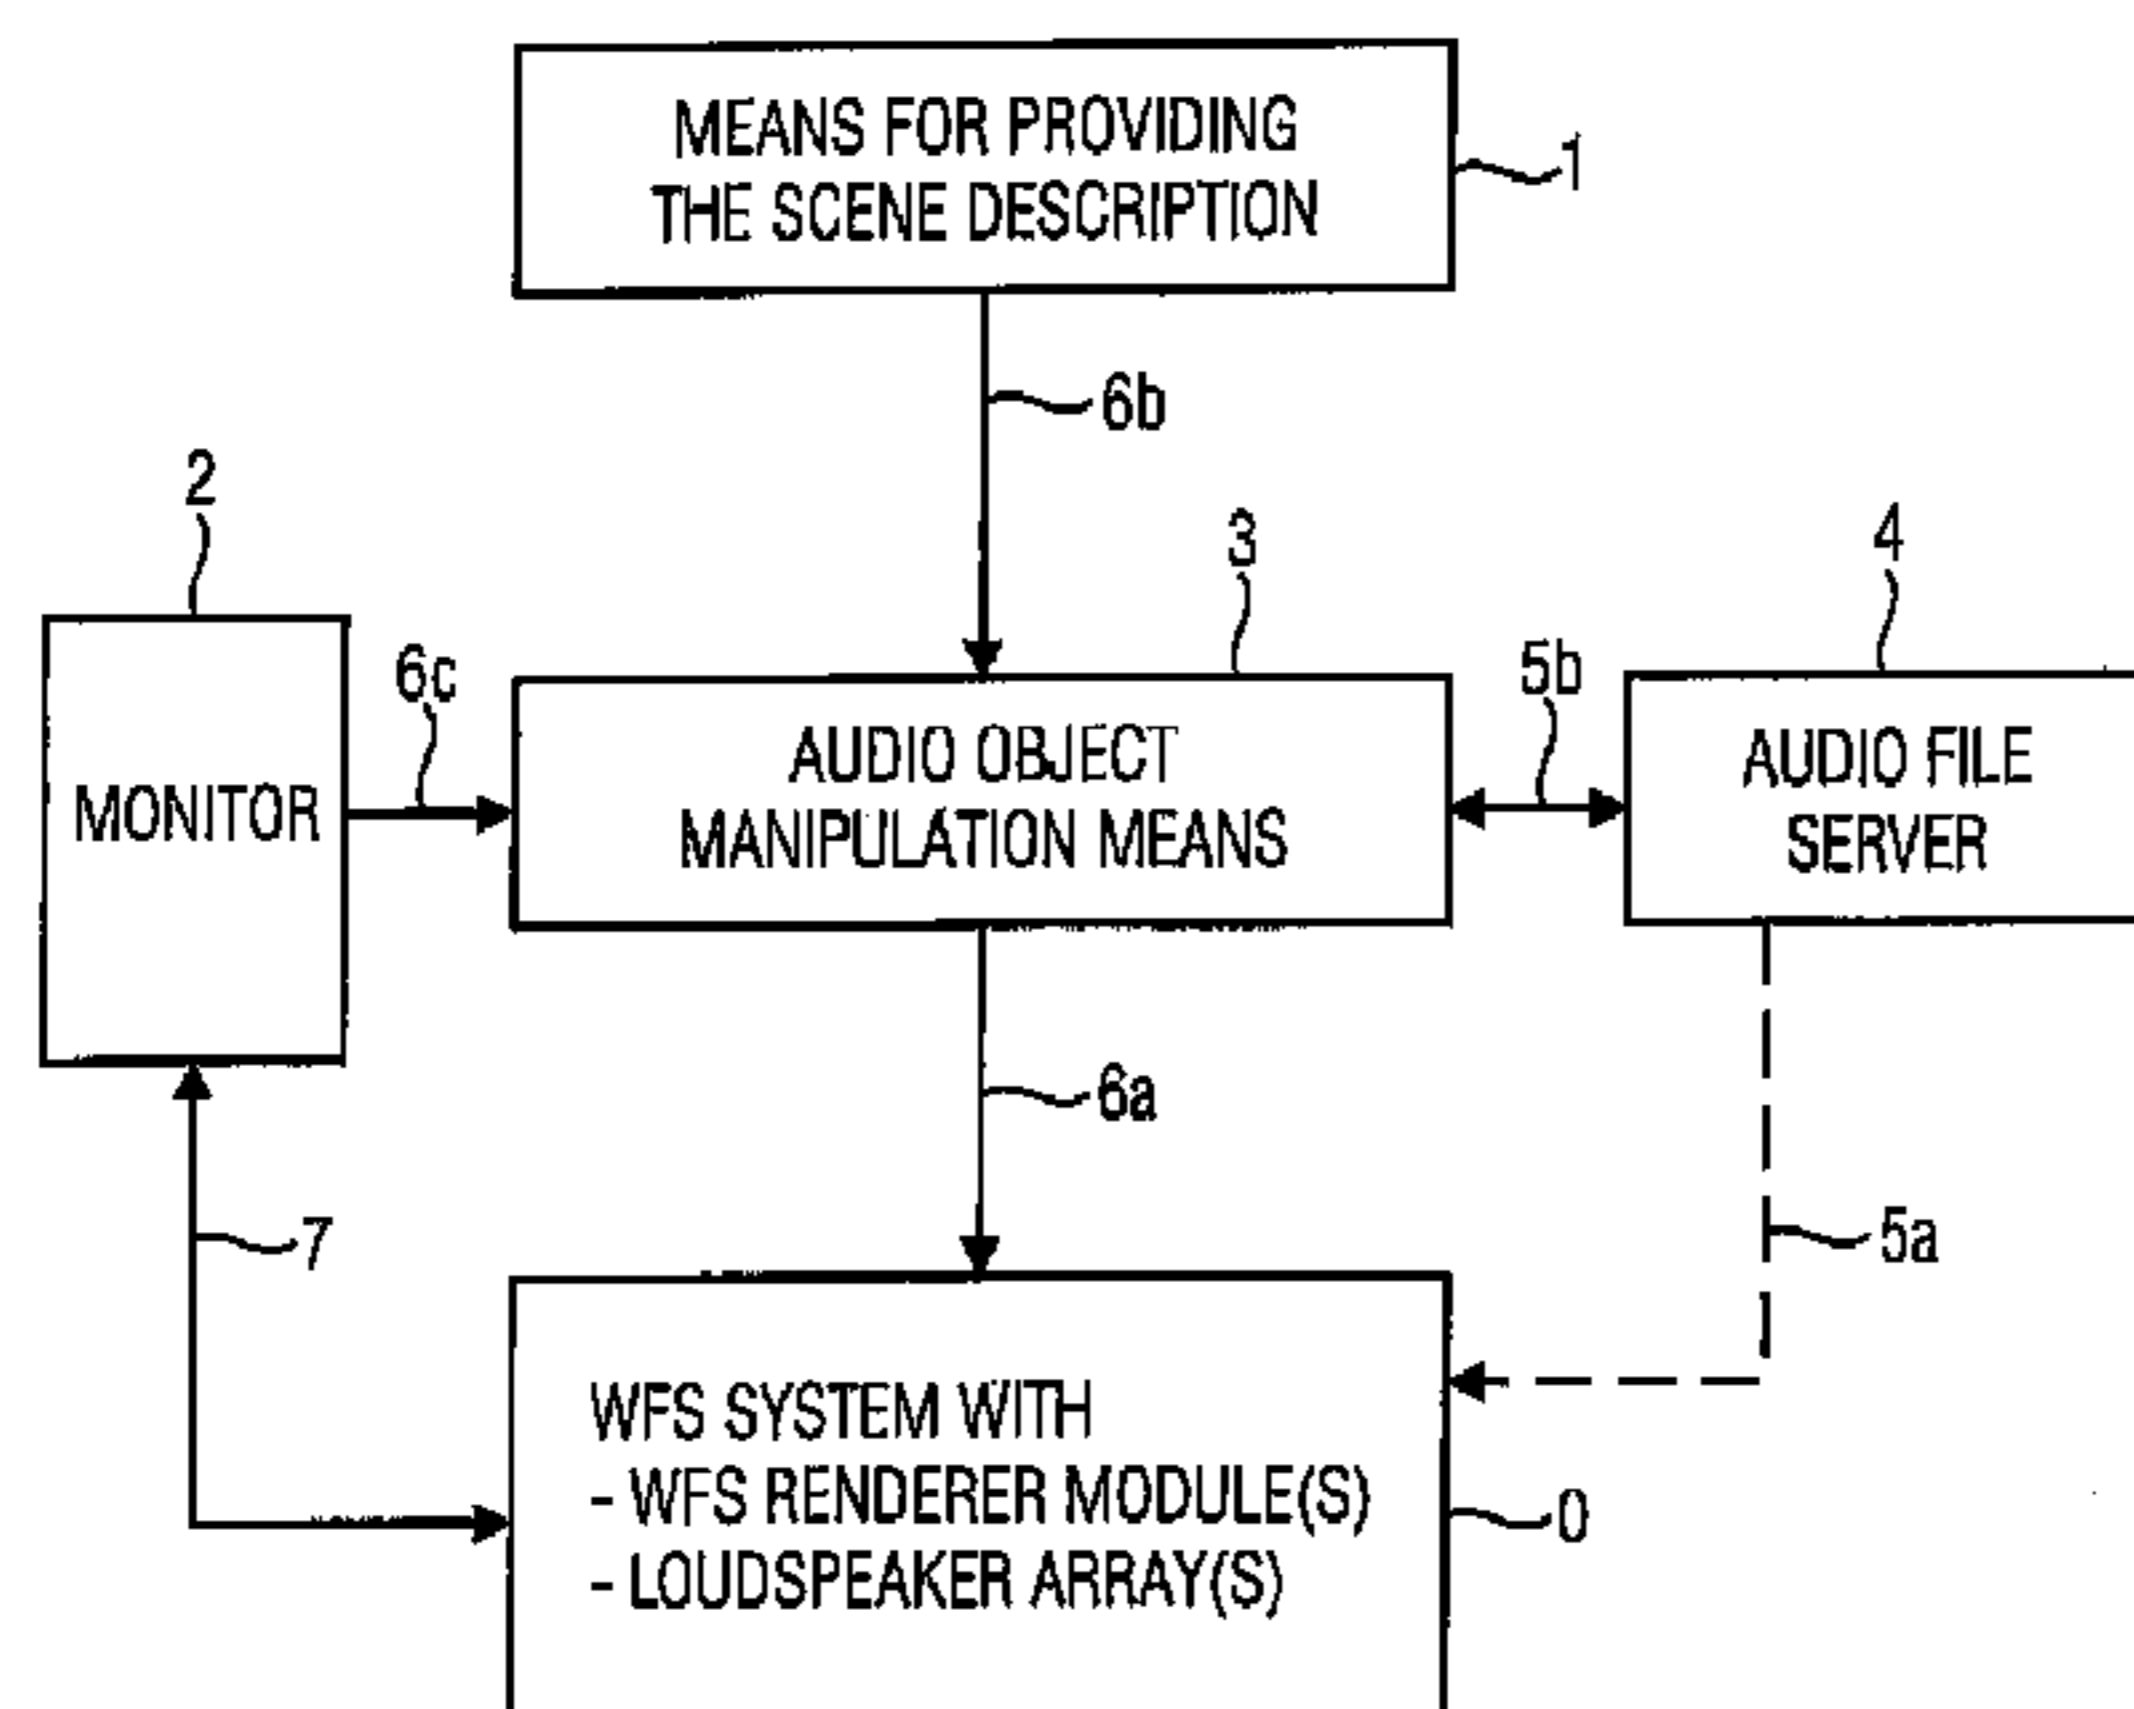 MEANS FOR PROVIDING
THE SCENE DESCRIPTION
1
6b
2
3
4
6c
5b
MONITOR
AUDIO OBJECT
MANIPULATION MEANS
AUDIO FILE
SERVER
6a
7
5a
WFS SYSTEM WITH
- WFS RENDERER MODULE(S)
- LOUDSPEAKER ARRAY(S)
0